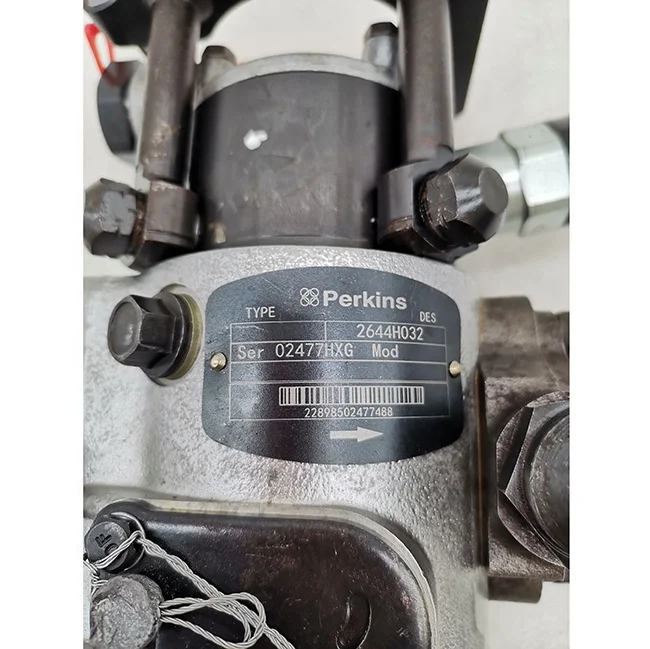 Perkins
TYPE DES
2644H032
Ser 02477HXG Mod
22898502477488